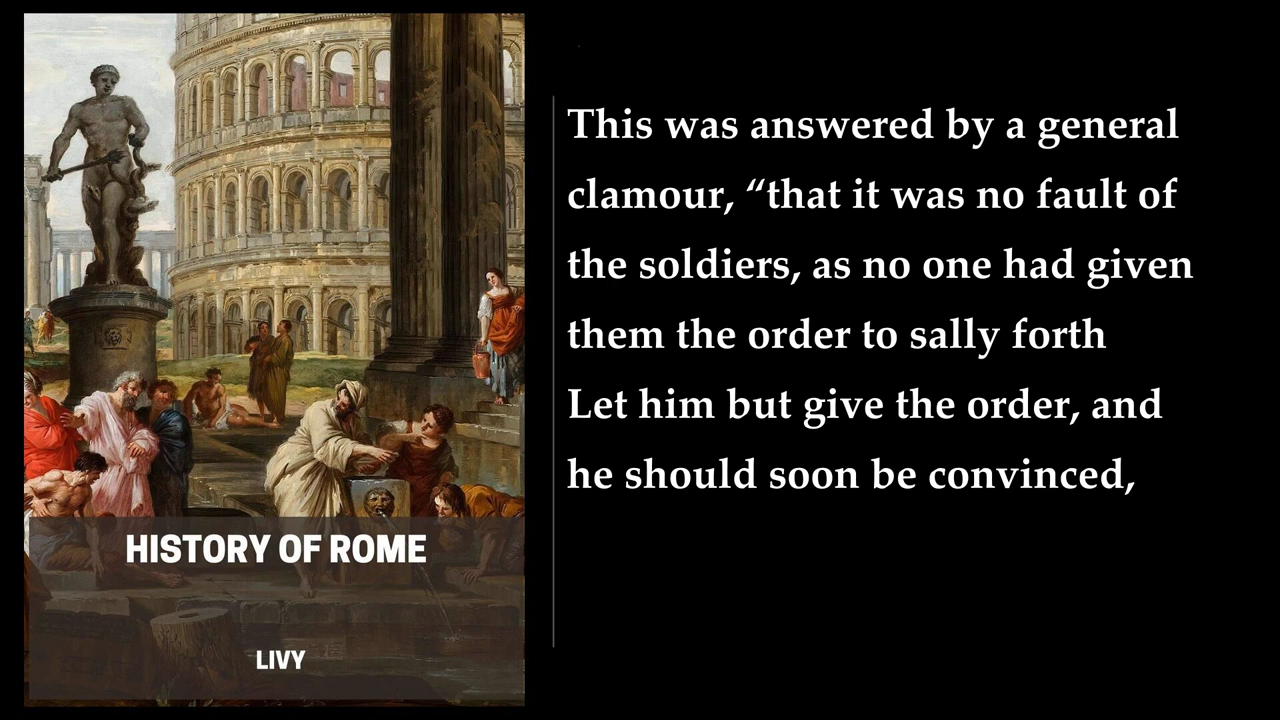 HISTORY OF ROME
LIVY
This was answered by a general
clamour, “that it was no fault of
the soldiers, as no one had given
them the order to sally forth
Let him but give the order, and
he should soon be convinced,